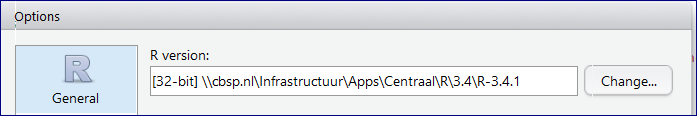 Options
R
General
R version:
[32-bit] \\cbsp.nl\Infrastructuur\Apps\Centraal\R\3.4\R-3.4.1
Change...